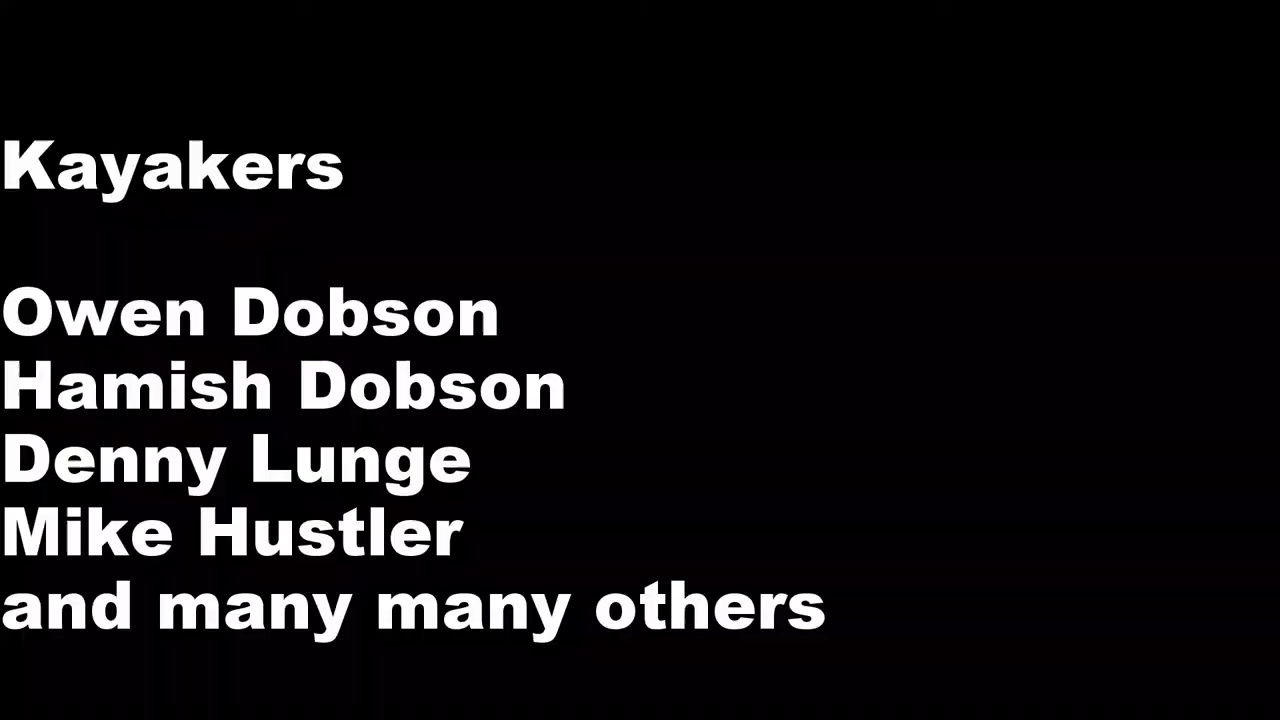 Kayakers
Owen Dobson
Hamish Dobson
Denny Lunge
Mike Hustler
and many many others